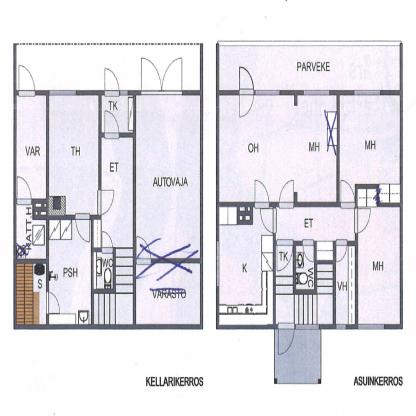 PARVEKE
TK
VAR
TH
ET
AUTOVAJA
OH
MH
MH
ET
PSH
WC
S
VARASTO
K
TK
WC
VH
MH
KELLARIKERROS
ASUINKERROS